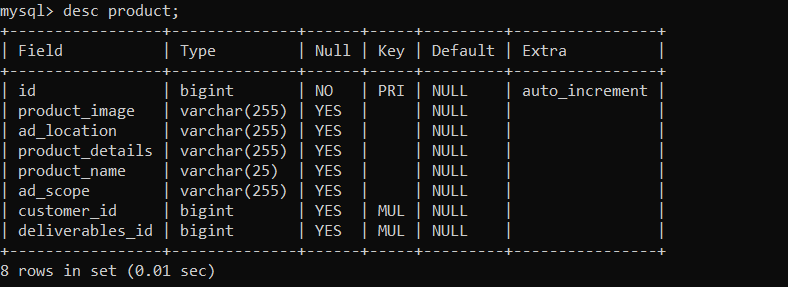 mysql> desc product;
+-----------------+--------------+------+-----+---------+----------------+
| Field           | Type         | Null | Key | Default | Extra          |
+-----------------+--------------+------+-----+---------+----------------+
| id              | bigint       | NO   | PRI | NULL    | auto_increment |
| product_image   | varchar(255) | YES  |     | NULL    |                |
| ad_location     | varchar(255) | YES  |     | NULL    |                |
| product_details | varchar(255) | YES  |     | NULL    |                |
| product_name    | varchar(25)  | YES  |     | NULL    |                |
| ad_scope        | varchar(255) | YES  |     | NULL    |                |
| customer_id     | bigint       | YES  | MUL | NULL    |                |
| deliverables_id | bigint       | YES  | MUL | NULL    |                |
+-----------------+--------------+------+-----+---------+----------------+
8 rows in set (0.01 sec)